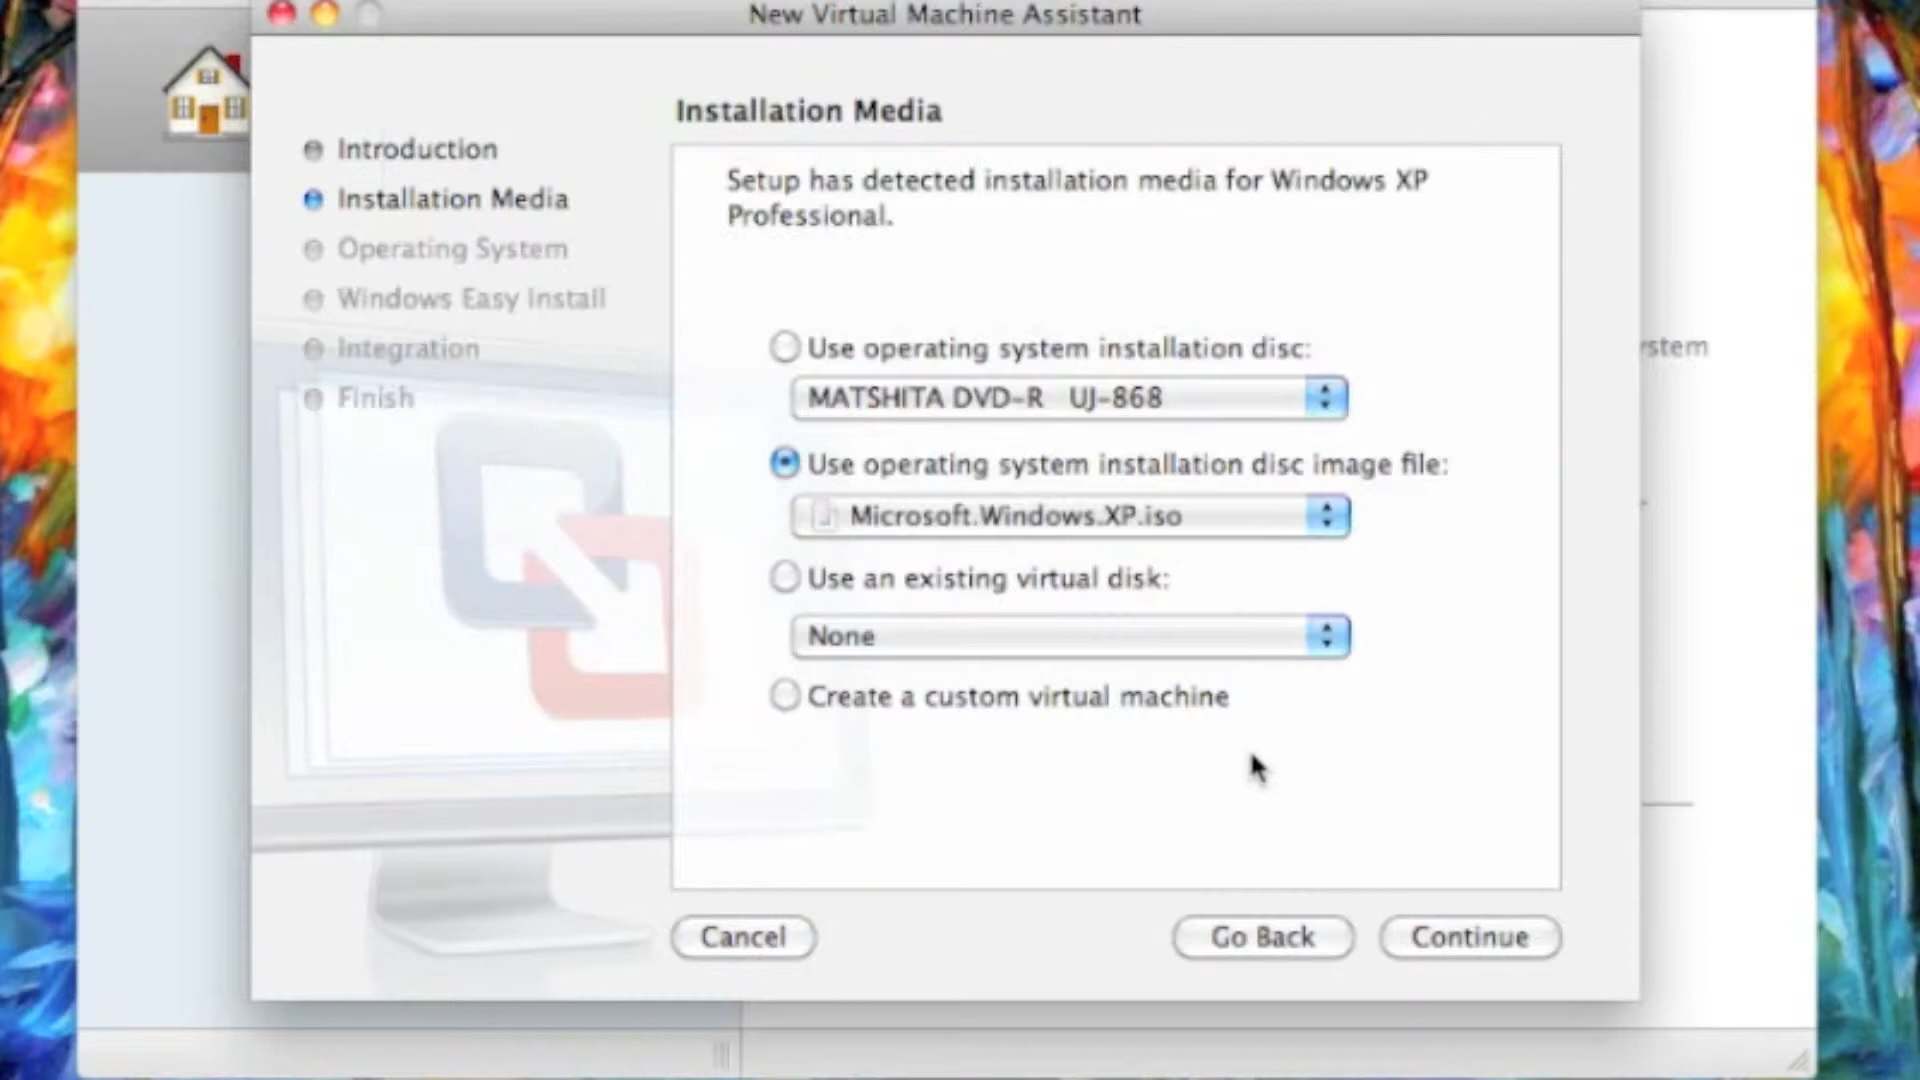 New Virtual Machine Assistant
Installation Media
Introduction
Installation Media
Operating System
Windows Easy Install
Integration
Finish
Setup has detected installation media for Windows XP
Professional.
Use operating system installation disc:
MATSHITA DVD-R UJ-868
Use operating system installation disc image file:
Microsoft.Windows.XP.iso
Use an existing virtual disk:
None
Create a custom virtual machine
Cancel
Go Back
Continue